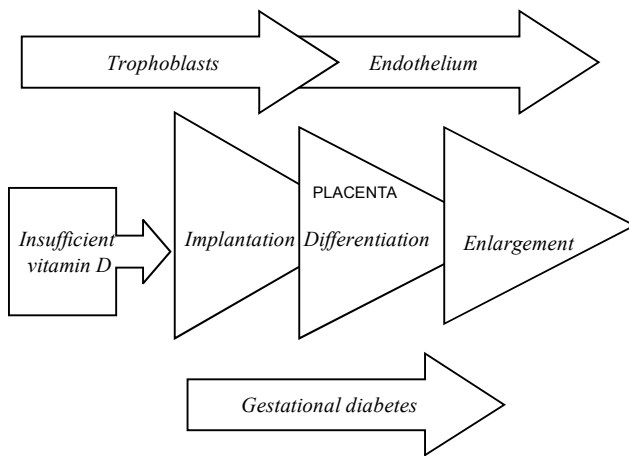 Trophoblasts
Endothelium
PLACENTA
Insufficient
vitamin D
Implantation
Differentiation
Enlargement
Gestational diabetes